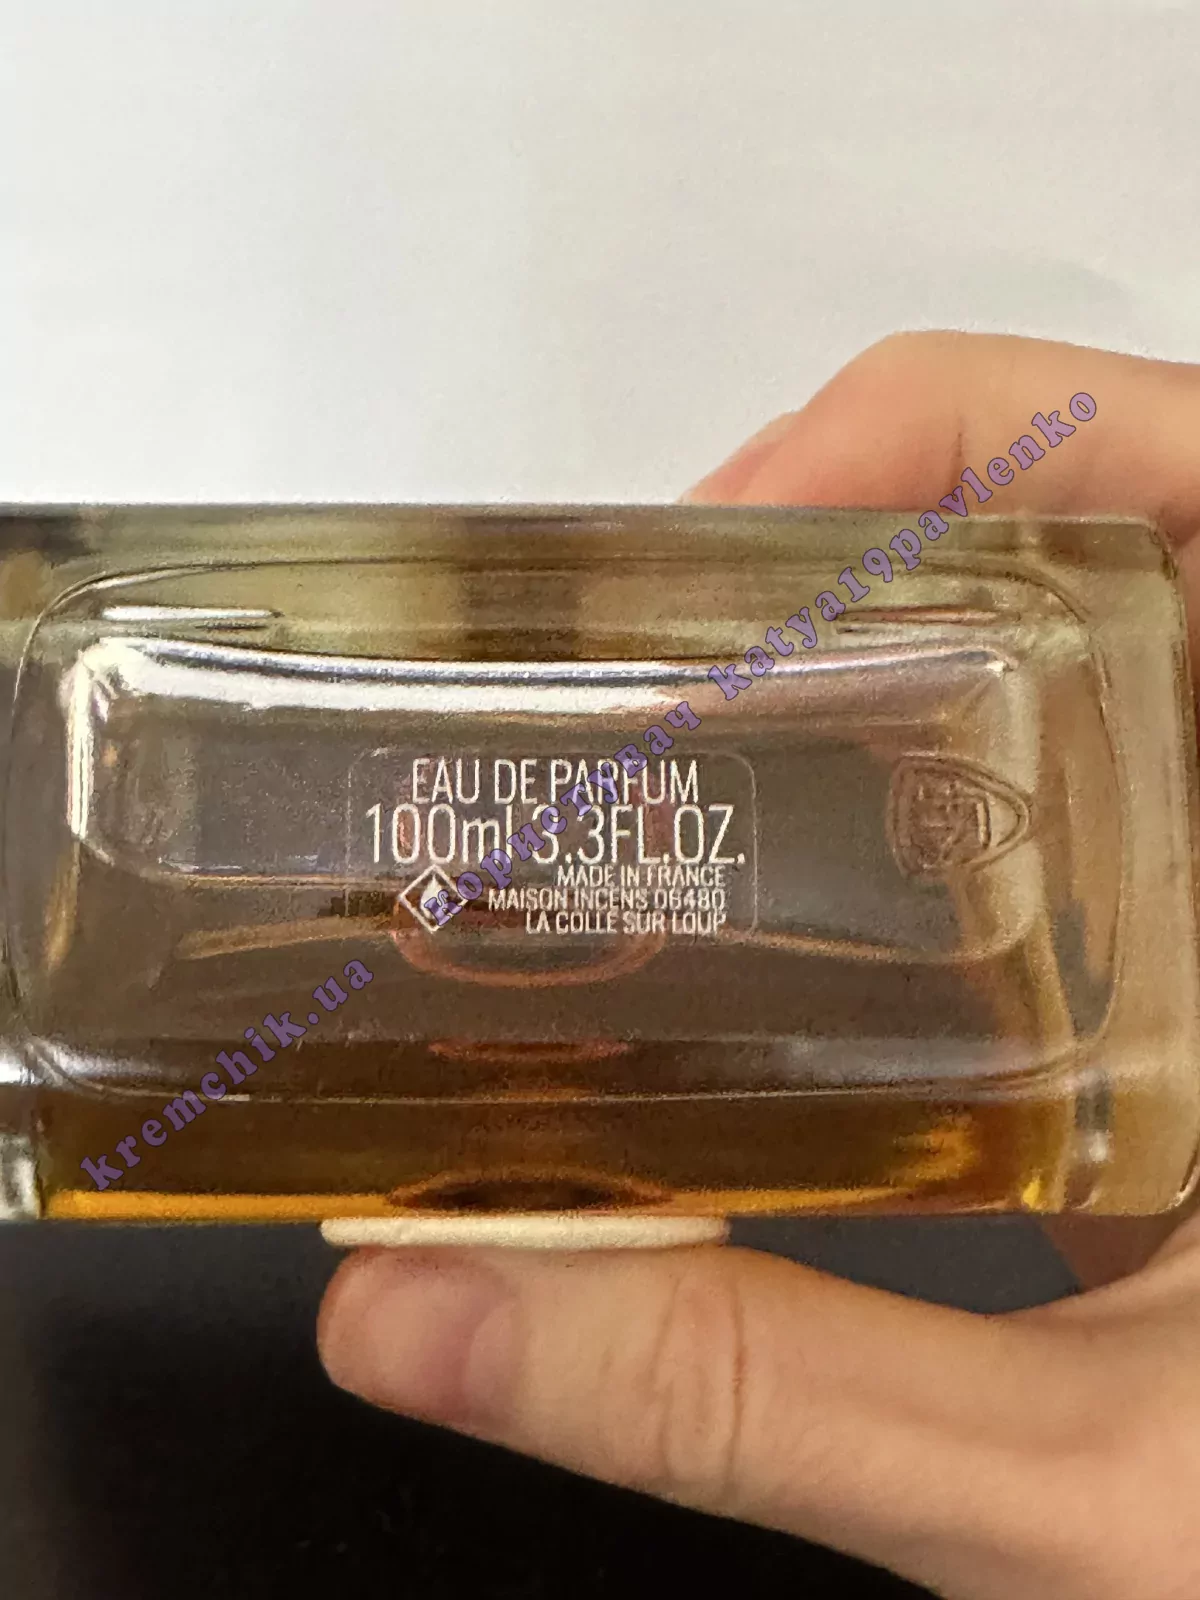 EAU DE PARFUM
100ml 3.3FL.OZ.
MADE IN FRANCE
MAISON INCENS 06480
LA COLLE SUR LOUP
kremchik.ua користувач katya19pavlenko